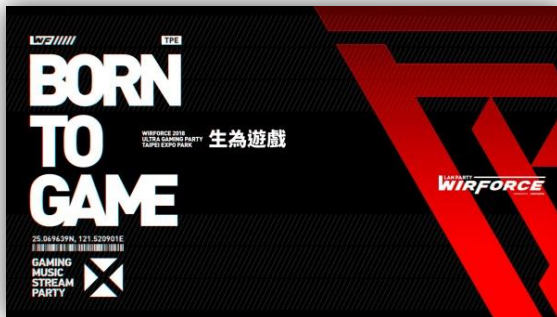 WF/////
TPE
BORN
TO
GAME
WIRFORCE 2018
ULTRA GAMING PARTY
TAIPEI EXPO PARK
生為遊戲
25.069639N, 121.520901E
GAMING
MUSIC
STREAM
PARTY
LAN PARTY
WIRFORCE